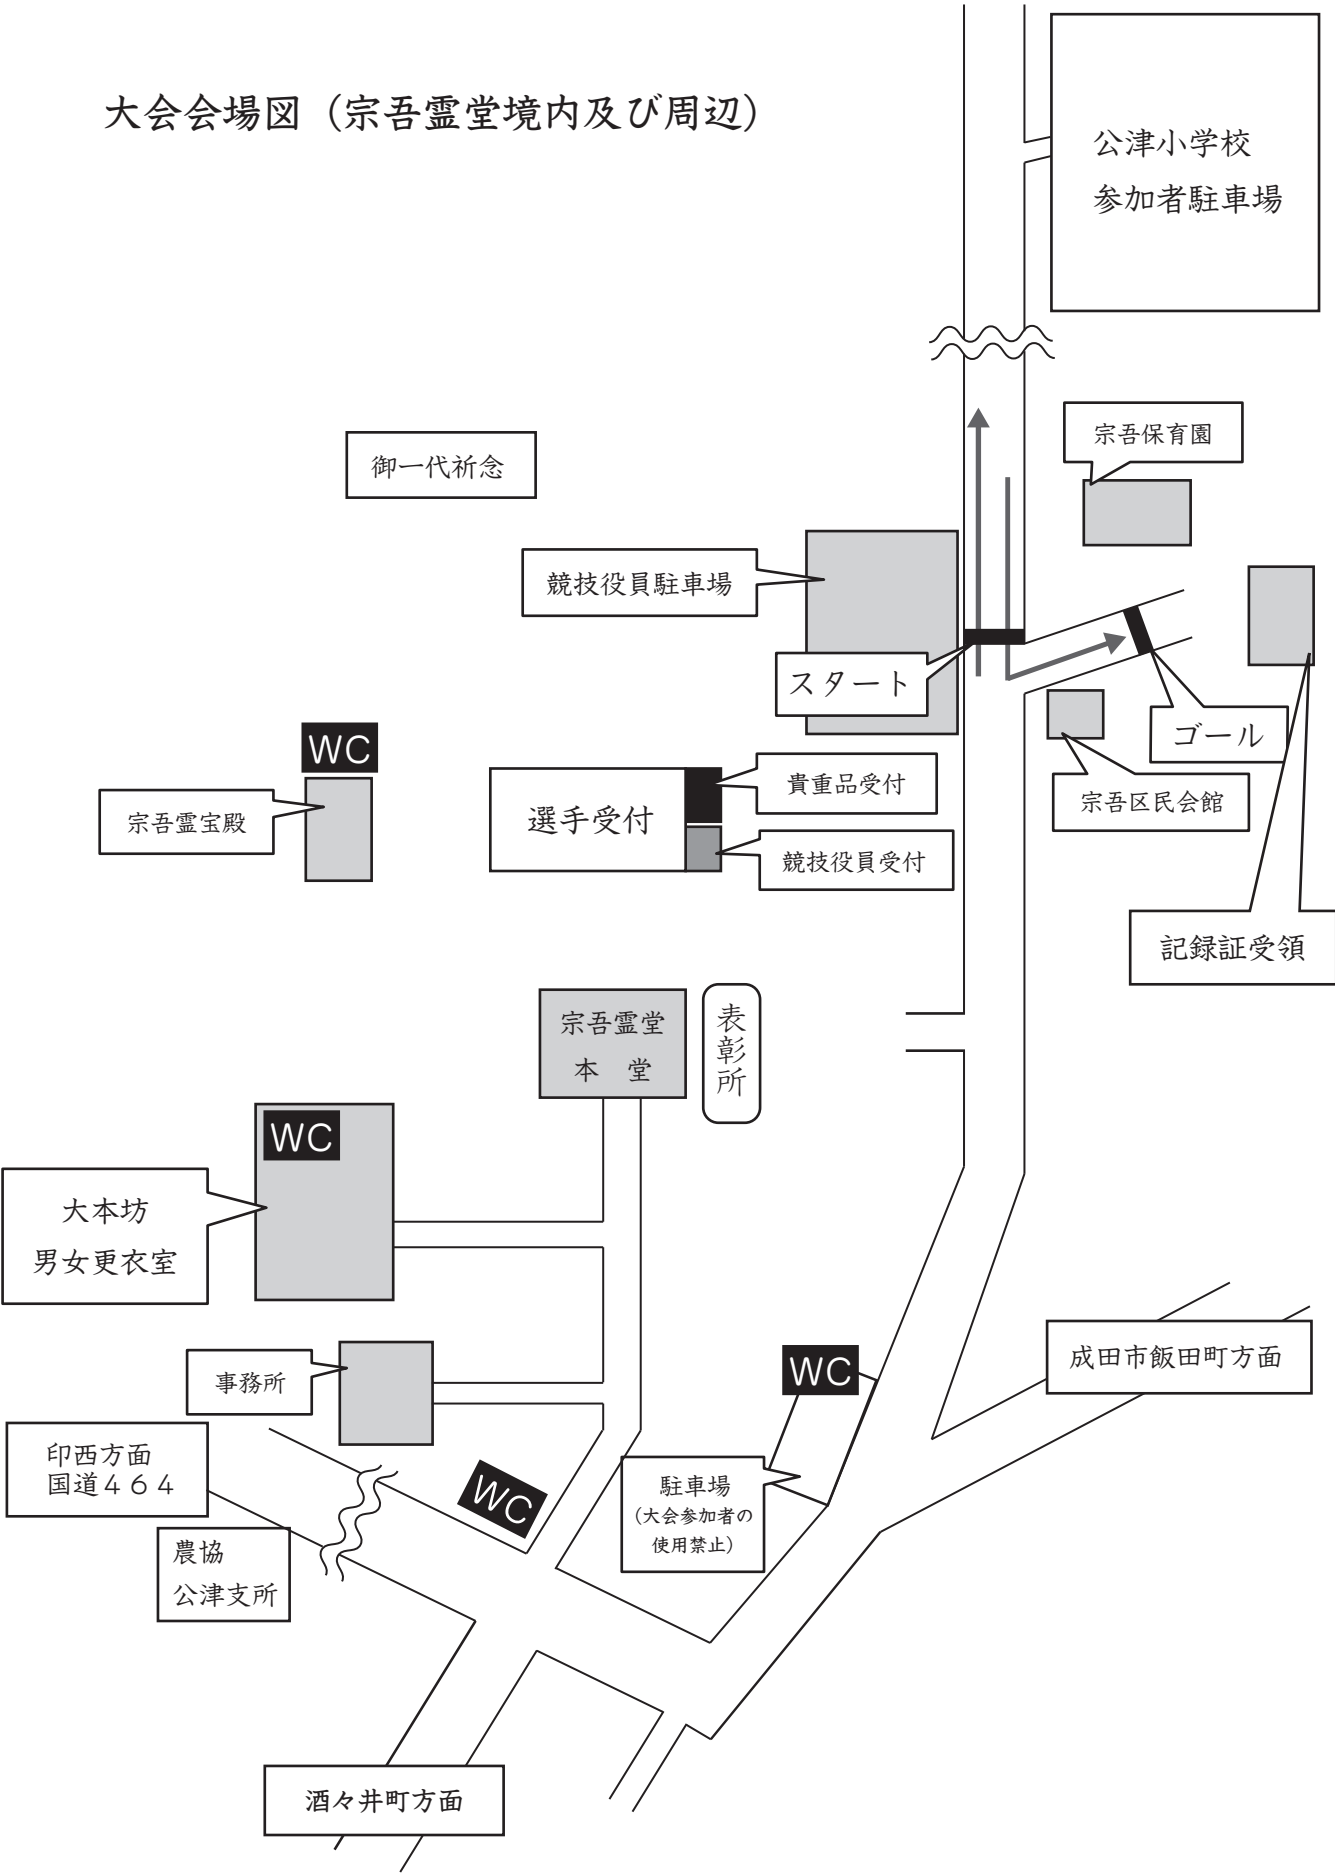 大会会場図（宗吾霊堂境内及び周辺）
公津小学校
参加者駐車場
宗吾保育園
御一代祈念
競技役員駐車場
スタート
ゴール
WC
宗吾霊宝殿
選手受付
貴重品受付
競技役員受付
宗吾区民会館
記録証受領
宗吾霊堂
本　堂
表彰所
WC
大本坊
男女更衣室
事務所
WC
成田市飯田町方面
印西方面
国道４６４
WC
駐車場
（大会参加者の
使用禁止）
農協
公津支所
酒々井町方面